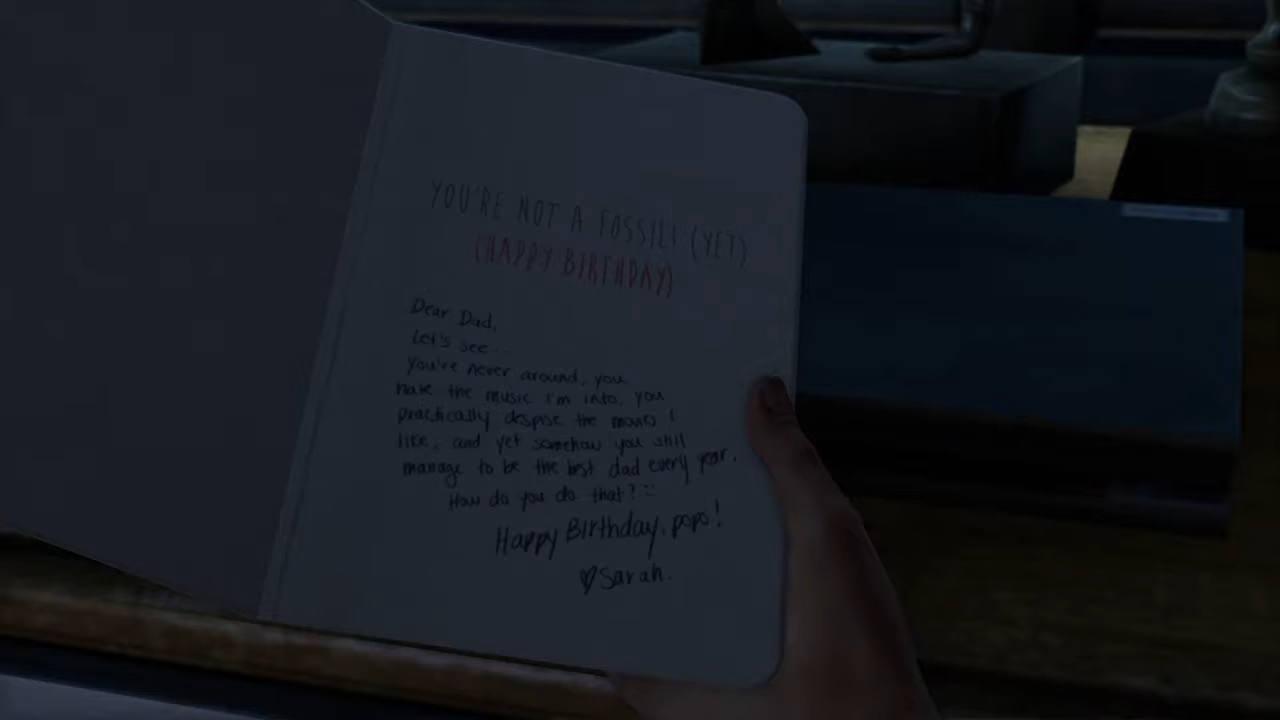 YOU'RE NOT A FOSSIL! (YET)
(HAPPY BIRTHDAY)
Dear Dad,
Let's see...
You're never around, you
hate the music I'm into, you
practically despise the movies I
like, and yet somehow you still
manage to be the best dad every year.
How do you do that? :)
Happy Birthday, pops!
♡Sarah.